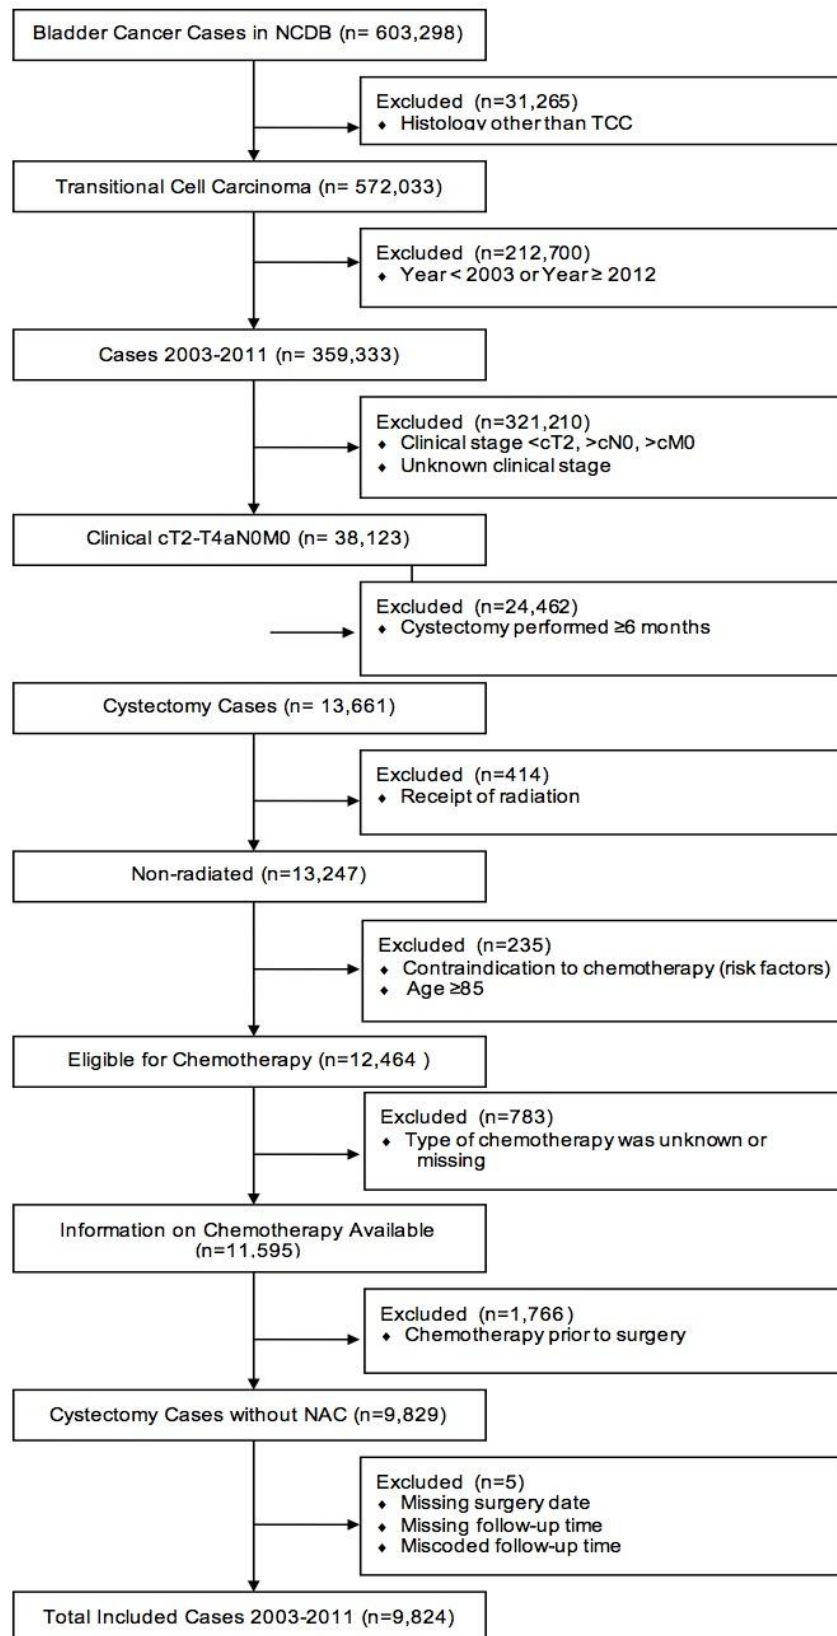 Bladder Cancer Cases in NCDB (n= 603,298)
Excluded (n=31,265)
♦ Histology other than TCC
Transitional Cell Carcinoma (n= 572,033)
Excluded (n=212,700)
♦ Year < 2003 or Year ≥ 2012
Cases 2003-2011 (n= 359,333)
Excluded (n=321,210)
♦ Clinical stage <cT2, >cN0, >cM0
♦ Unknown clinical stage
Clinical cT2-T4aN0M0 (n= 38,123)
Excluded (n=24,462)
♦ Cystectomy performed ≥6 months
Cystectomy Cases (n= 13,661)
Excluded (n=414)
♦ Receipt of radiation
Non-radiated (n=13,247)
Excluded (n=235)
♦ Contraindication to chemotherapy (risk factors)
♦ Age ≥85
Eligible for Chemotherapy (n=12,464 )
Excluded (n=783)
♦ Type of chemotherapy was unknown or
missing
Information on Chemotherapy Available
(n=11,595)
Excluded (n=1,766)
♦ Chemotherapy prior to surgery
Cystectomy Cases without NAC (n=9,829)
Excluded (n=5)
♦ Missing surgery date
♦ Missing follow-up time
♦ Miscoded follow-up time
Total Included Cases 2003-2011 (n=9,824)